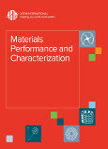 Materials
Performance and
Characterization